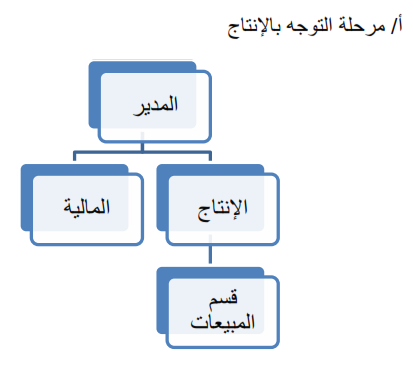 أ/ مرحلة التوجه بالإنتاج
المدير
الإنتاج
المالية
قسم
المبيعات